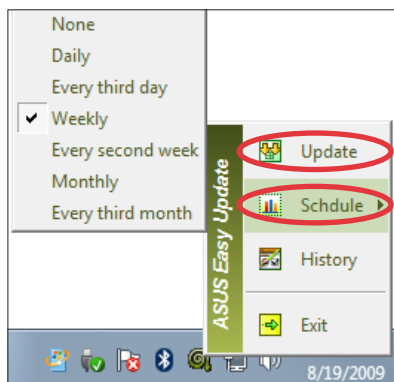 None
Daily
Every third day
Weekly
Every second week
Monthly
Every third month
ASUS Easy Update
Update
Schdule
History
Exit
8/19/2009